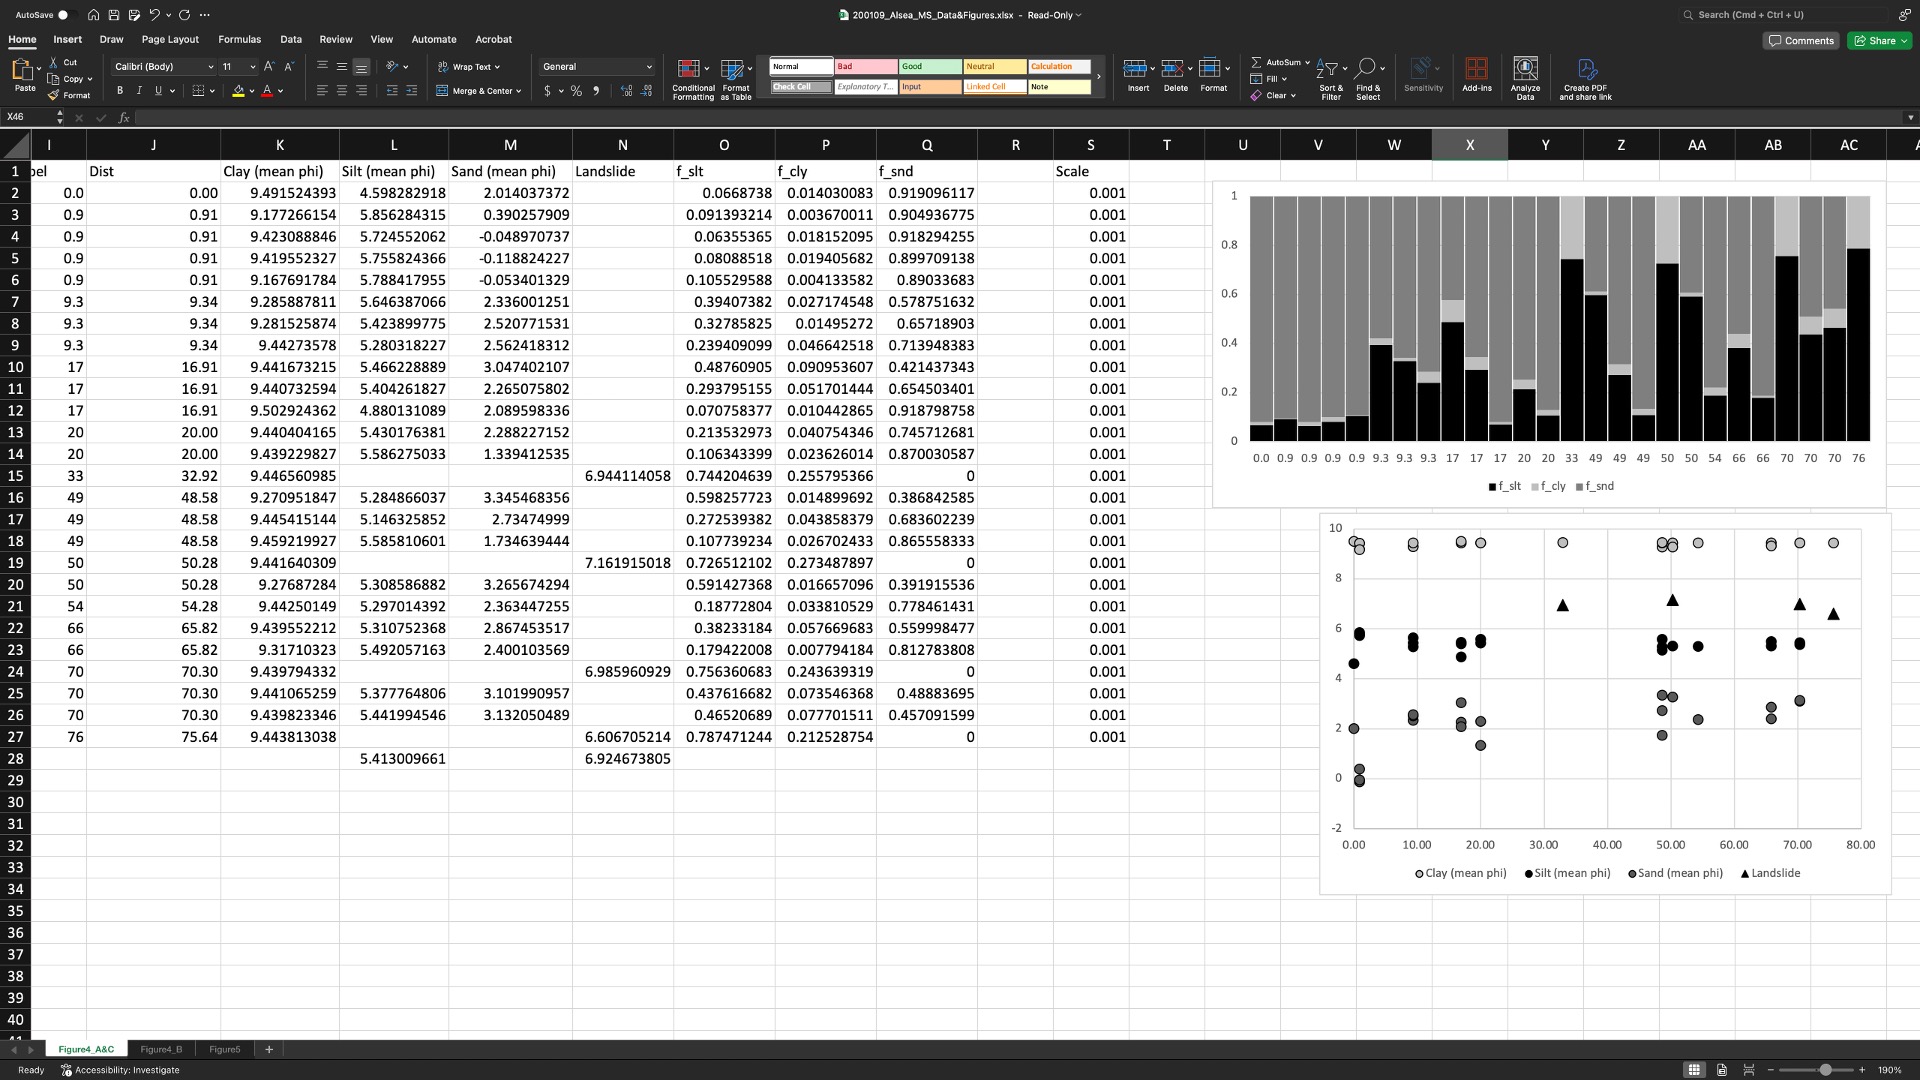 AutoSave
200109_Alsea_MS_Data&Figures.xlsx - Read-Only
Search (Cmd + Ctrl + U)
Home Insert Draw Page Layout Formulas Data Review View Automate Acrobat
Comments Share
Paste Cut Copy Format
Calibri (Body) 11
B I U
Wrap Text
Merge & Center
General
$ % 9
Conditional Formatting
Format as Table
Normal Bad Good Neutral Calculation
Check Cell Explanatory T... Input Linked Cell Note
Insert Delete Format
AutoSum
Fill
Clear
Sort & Filter
Find & Select
Sensitivity
Add-ins
Analyze Data
Create PDF and share link
X46 fx
I J K L M N O P Q R S T U V W X Y Z AA AB AC
1 bel Dist Clay (mean phi) Silt (mean phi) Sand (mean phi) Landslide f_slt f_cly f_snd Scale
2 0.0 0.00 9.491524393 4.598282918 2.014037372 0.0668738 0.014030083 0.919096117 0.001
3 0.9 0.91 9.177266154 5.856284315 0.390257909 0.091393214 0.003670011 0.904936775 0.001
4 0.9 0.91 9.423088846 5.724552062 -0.048970737 0.06355365 0.018152095 0.918294255 0.001
5 0.9 0.91 9.419552327 5.755824366 -0.118824227 0.08088518 0.019405682 0.899709138 0.001
6 0.9 0.91 9.167691784 5.788417955 -0.053401329 0.105529588 0.004133582 0.89033683 0.001
7 9.3 9.34 9.285887811 5.646387066 2.336001251 0.39407382 0.027174548 0.578751632 0.001
8 9.3 9.34 9.281525874 5.423899775 2.520771531 0.32785825 0.01495272 0.65718903 0.001
9 9.3 9.34 9.44273578 5.280318227 2.562418312 0.239409099 0.046642518 0.713948383 0.001
10 17 16.91 9.441673215 5.466228889 3.047402107 0.48760905 0.090953607 0.421437343 0.001
11 17 16.91 9.440732594 5.404261827 2.265075802 0.293795155 0.051701444 0.654503401 0.001
12 17 16.91 9.502924362 4.880131089 2.089598336 0.070758377 0.010442865 0.918798758 0.001
13 20 20.00 9.440404165 5.430176381 2.288227152 0.213532973 0.040754346 0.745712681 0.001
14 20 20.00 9.439229827 5.586275033 1.339412535 0.106343399 0.023626014 0.870030587 0.001
15 33 32.92 9.446560985 6.944114058 0.744204639 0.255795366 0 0.001
16 49 48.58 9.270951847 5.284866037 3.345468356 0.598257723 0.014899692 0.386842585 0.001
17 49 48.58 9.445415144 5.146325852 2.73474999 0.272539382 0.043858379 0.683602239 0.001
18 49 48.58 9.459219927 5.585810601 1.734639444 0.107739234 0.026702433 0.865558333 0.001
19 50 50.28 9.441640309 7.161915018 0.726512102 0.273487897 0 0.001
20 50 50.28 9.27687284 5.308586882 3.265674294 0.591427368 0.016657096 0.391915536 0.001
21 54 54.28 9.44250149 5.297014392 2.363447255 0.18772804 0.033810529 0.778461431 0.001
22 66 65.82 9.439552212 5.310752368 2.867453517 0.38233184 0.057669683 0.559998477 0.001
23 66 65.82 9.31710323 5.492057163 2.400103569 0.179422008 0.007794184 0.812783808 0.001
24 70 70.30 9.439794332 6.985960929 0.756360683 0.243639319 0 0.001
25 70 70.30 9.441065259 5.377764806 3.101990957 0.437616682 0.073546368 0.48883695 0.001
26 70 70.30 9.439823346 5.441994546 3.132050489 0.46520689 0.077701511 0.457091599 0.001
27 76 75.64 9.443813038 6.606705214 0.787471244 0.212528754 0 0.001
28 5.413009661 6.924673805
29
30
31
32
33
34
35
36
37
38
39
40
1
0.8
0.6
0.4
0.2
0
0.0 0.9 0.9 0.9 0.9 9.3 9.3 9.3 17 17 17 20 20 33 49 49 49 50 50 54 66 66 70 70 70 76
f_slt f_cly f_snd
10
8
6
4
2
0
-2
0.00 10.00 20.00 30.00 40.00 50.00 60.00 70.00 80.00
Clay (mean phi) Silt (mean phi) Sand (mean phi) Landslide
Figure4_A&C Figure4_B Figure5 +
Ready Accessibility: Investigate
190%